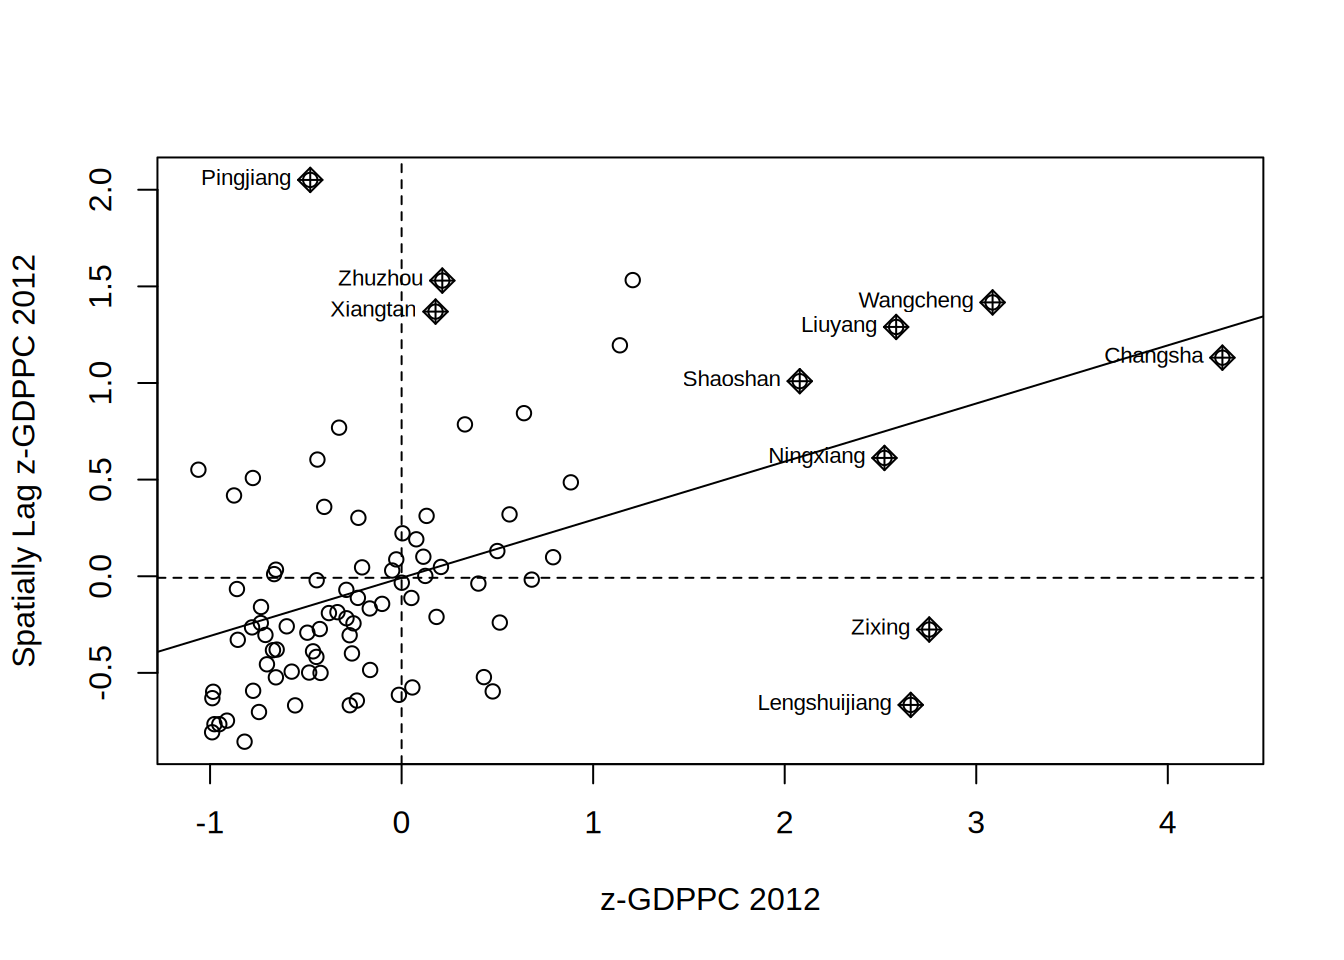 Pingjiang
Zhuzhou
Xiangtan
Wangcheng
Liuyang
Changsha
Shaoshan
Ningxiang
Zixing
Lengshuijiang
2.0
1.5
1.0
0.5
0.0
-0.5
Spatially Lag z-GDPPC 2012
-1 0 1 2 3 4
z-GDPPC 2012